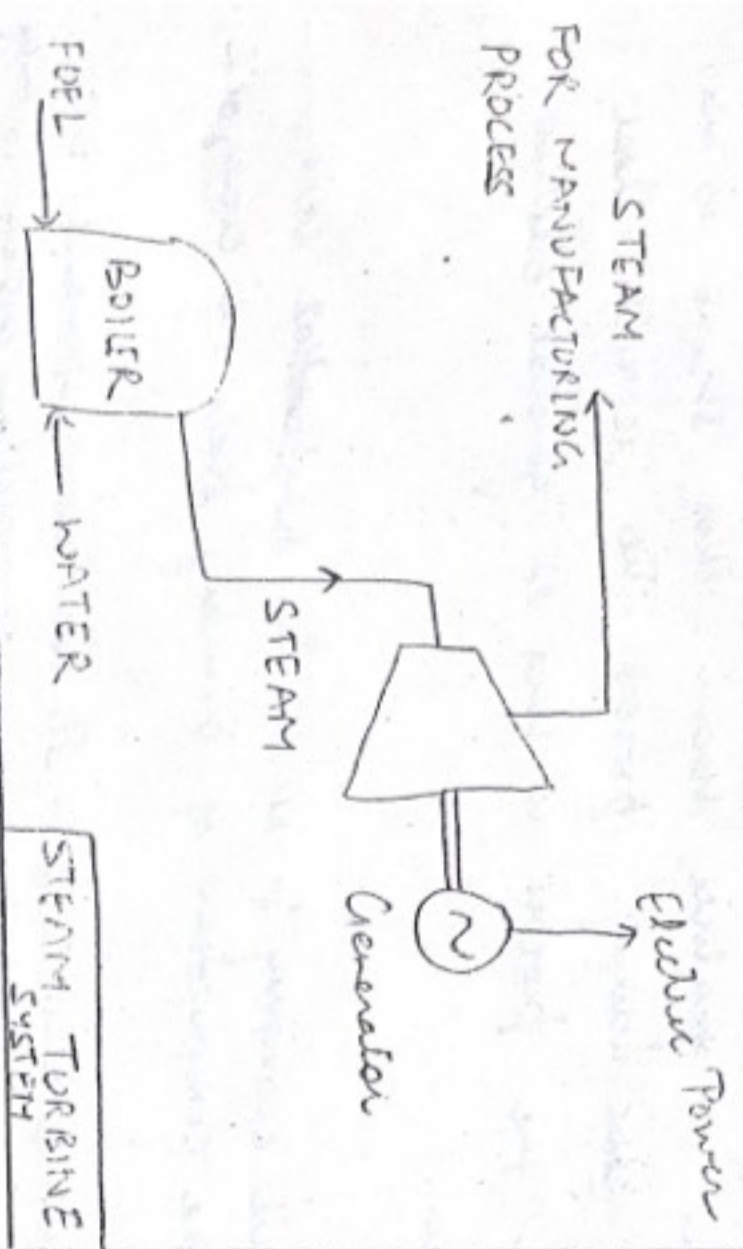 STEAM
FOR MANUFACTURING
PROCESS
Electric Power
Generator
STEAM
FUEL
BOILER
WATER
STEAM TURBINE
SYSTEM